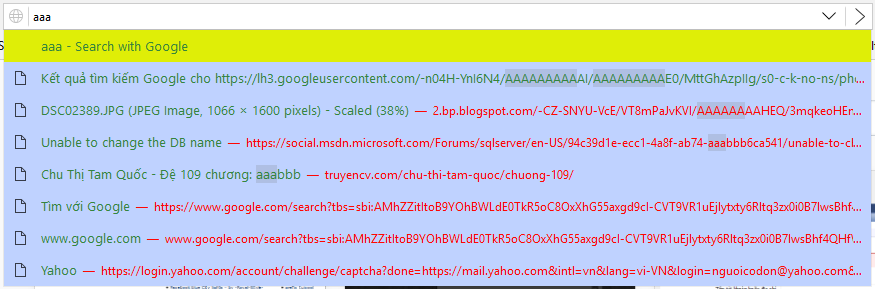 aaa
aaa - Search with Google
Kết quả tìm kiếm Google cho https://lh3.googleusercontent.com/-n04H-YnI6N4/AAAAAAAAAAI/AAAAAAAAAE0/MttGhAzpIIg/s0-c-k-no-ns/pho...
DSC02389.JPG (JPEG Image, 1066 × 1600 pixels) - Scaled (38%) — 2.bp.blogspot.com/-CZ-SNYU-VcE/VT8mPaJvKVI/AAAAAAAAHEQ/3mqkeoHEr...
Unable to change the DB name — https://social.msdn.microsoft.com/Forums/sqlserver/en-US/94c39d1e-ecc1-4a8f-ab74-aaabbb6ca541/unable-to-cl...
Chu Thị Tam Quốc - Đệ 109 chương: aaabbb — truyencv.com/chu-thi-tam-quoc/chuong-109/
Tìm với Google — https://www.google.com/search?tbs=sbi:AMhZZitItoB9YOhBWLdE0TkR5oC8OxXhG55axgd9cI-CVT9VR1uEjIytxty6RItq3zx0i0B7IwsBhf...
www.google.com — www.google.com/search?tbs=sbi:AMhZZitItoB9YOhBWLdE0TkR5oC8OxXhG55axgd9cI-CVT9VR1uEjIytxty6RItq3zx0i0B7IwsBhf4QHf...
Yahoo — https://login.yahoo.com/account/challenge/captcha?done=https://mail.yahoo.com&intl=vn&lang=vi-VN&login=nguoicodon@yahoo.com&...